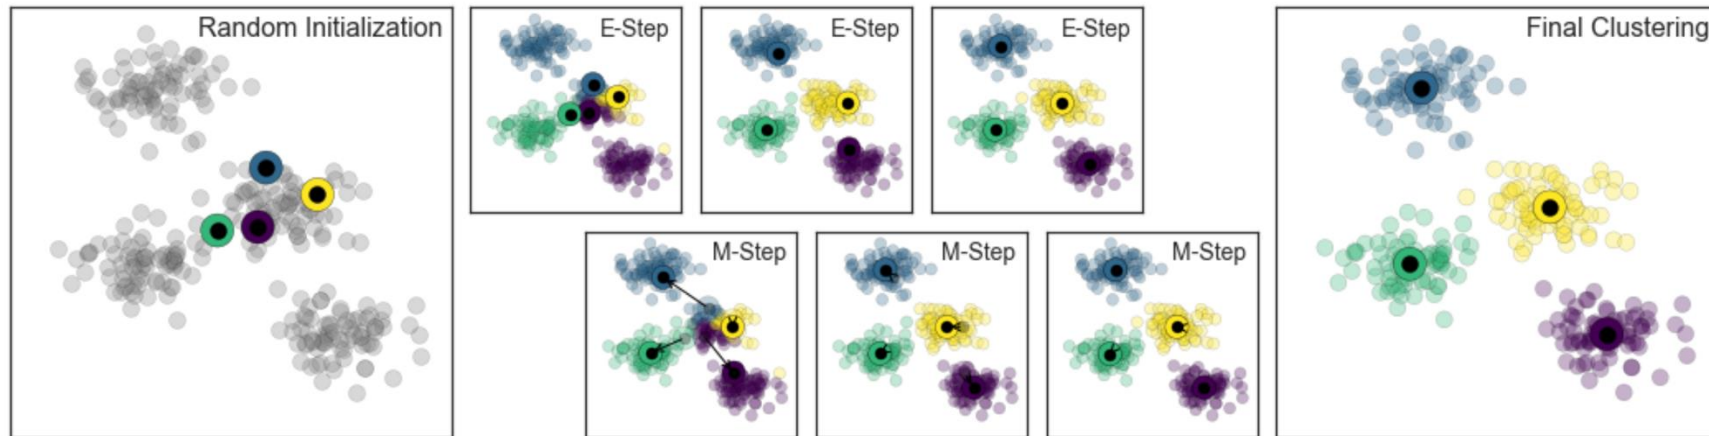 Random Initialization
E-Step
E-Step
E-Step
Final Clustering
M-Step
M-Step
M-Step